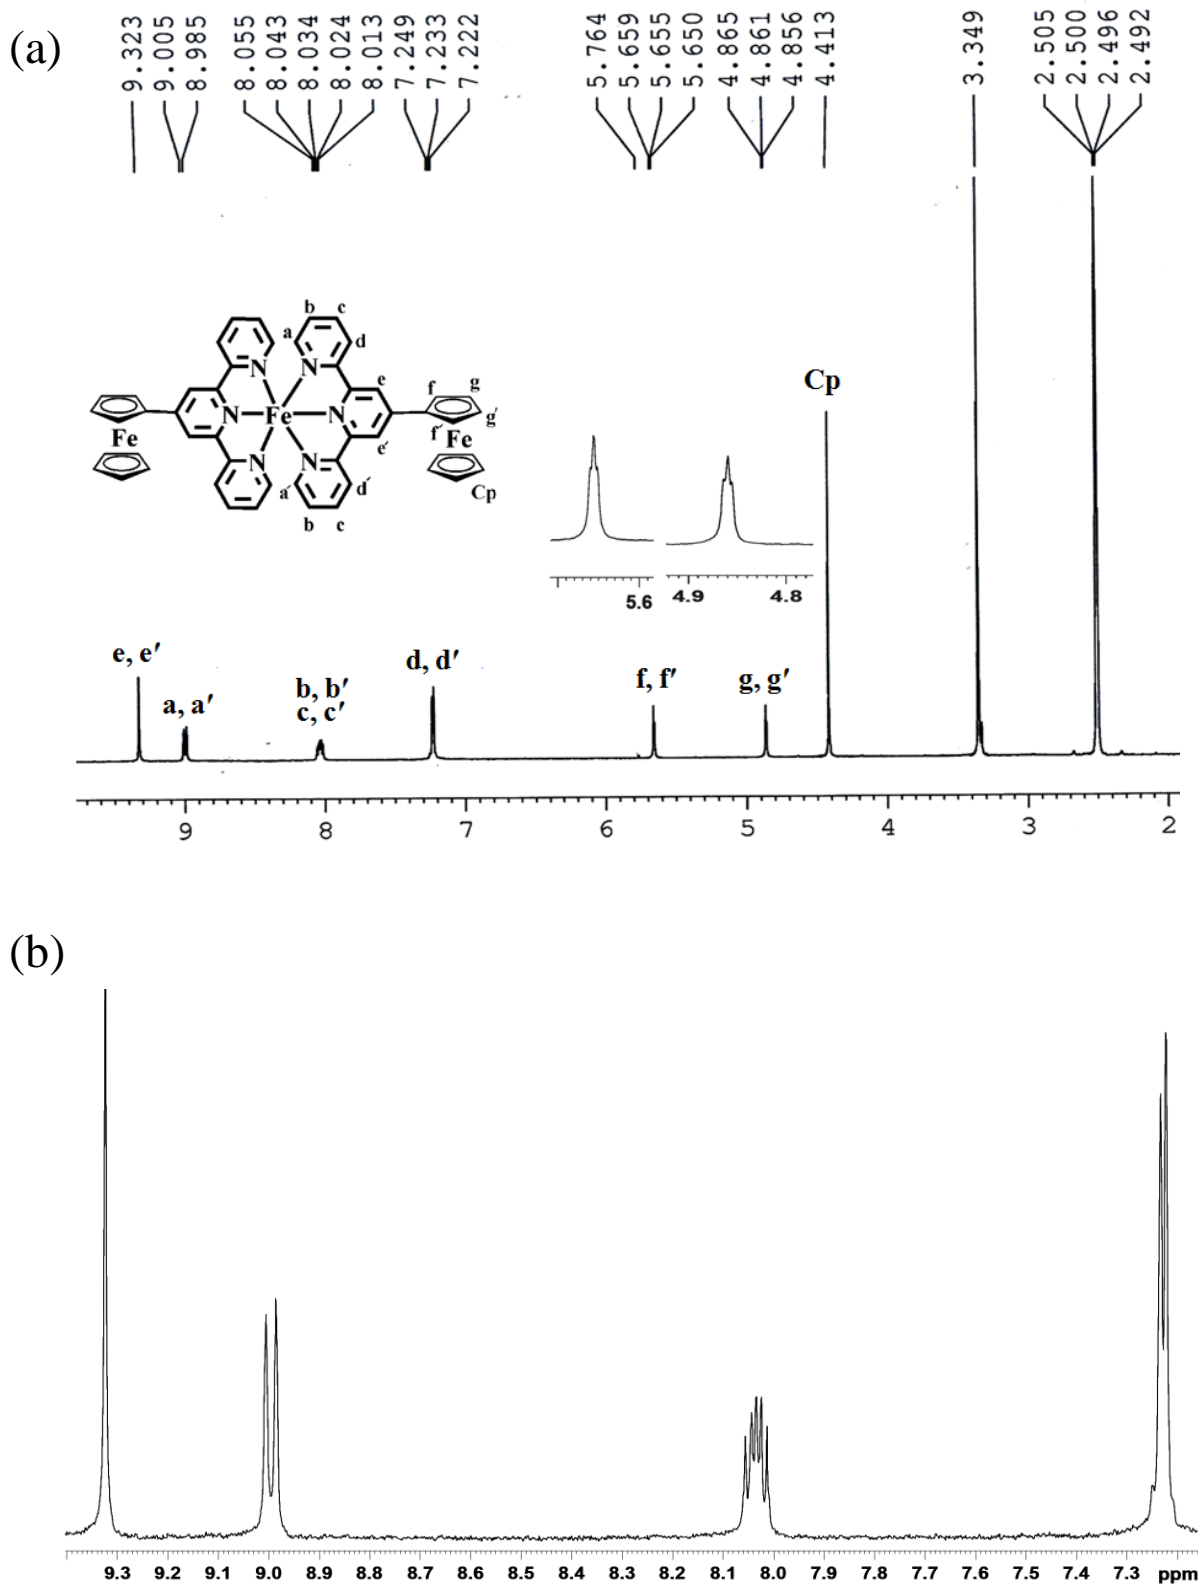 (a)
9.323
9.005
8.985
8.055
8.043
8.034
8.024
8.013
7.249
7.233
7.222
5.764
5.659
5.655
5.650
4.865
4.861
4.856
4.413
3.349
2.505
2.500
2.496
2.492
b c
a d
N N e f g
N Fe N g'
Fe N N e' f' Fe
a' d' Cp
b c
Cp
5.6 4.9 4.8
e, e′
a, a′
b, b′
c, c′
d, d′
f, f′
g, g′
9 8 7 6 5 4 3 2
(b)
9.3 9.2 9.1 9.0 8.9 8.8 8.7 8.6 8.5 8.4 8.3 8.2 8.1 8.0 7.9 7.8 7.7 7.6 7.5 7.4 7.3 ppm